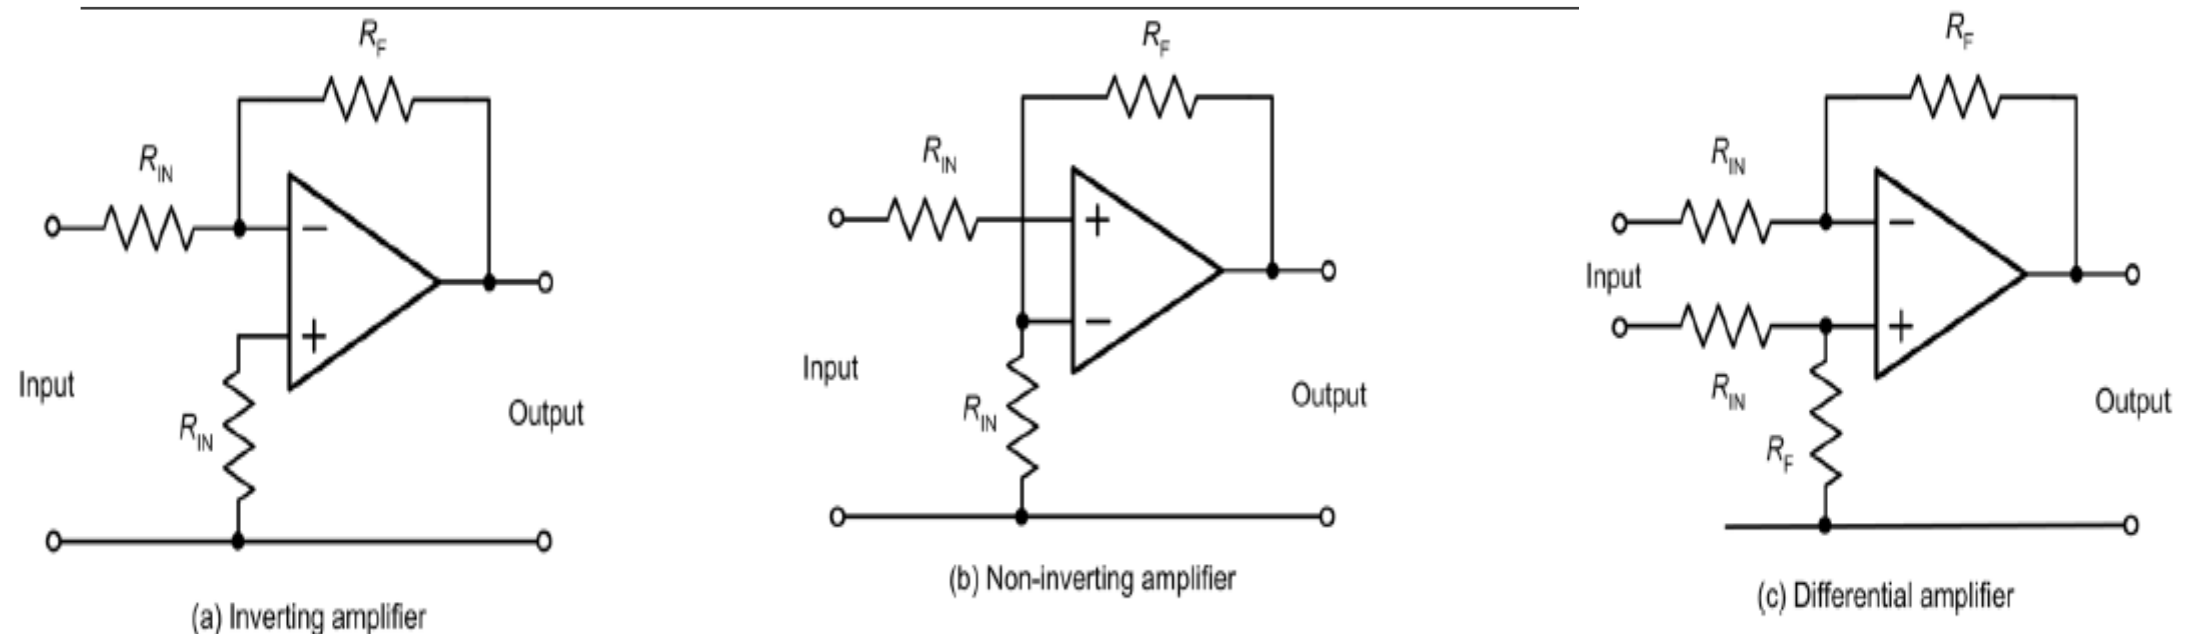 R_F
R_IN
−
+
Input
R_IN
Output
(a) Inverting amplifier
R_F
R_IN
+
−
Input
R_IN
Output
(b) Non-inverting amplifier
R_F
R_IN
−
Input
+
R_IN
R_F
Output
(c) Differential amplifier